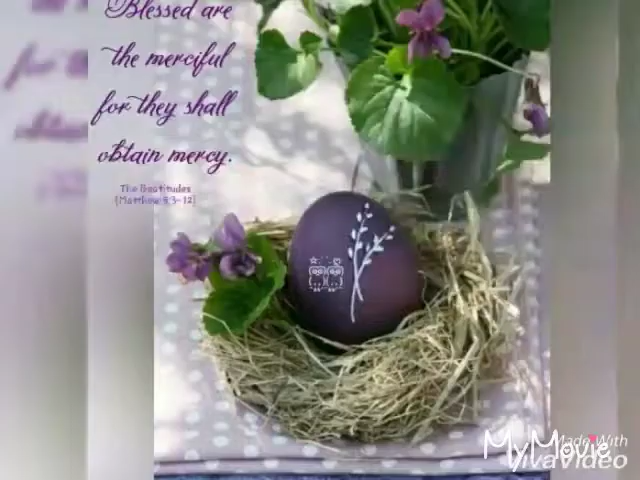 Blessed are
the merciful
for they shall
obtain mercy.
The Beatitudes
(Matthew 5:3-12)
Made With
MyMovie
VivaVideo